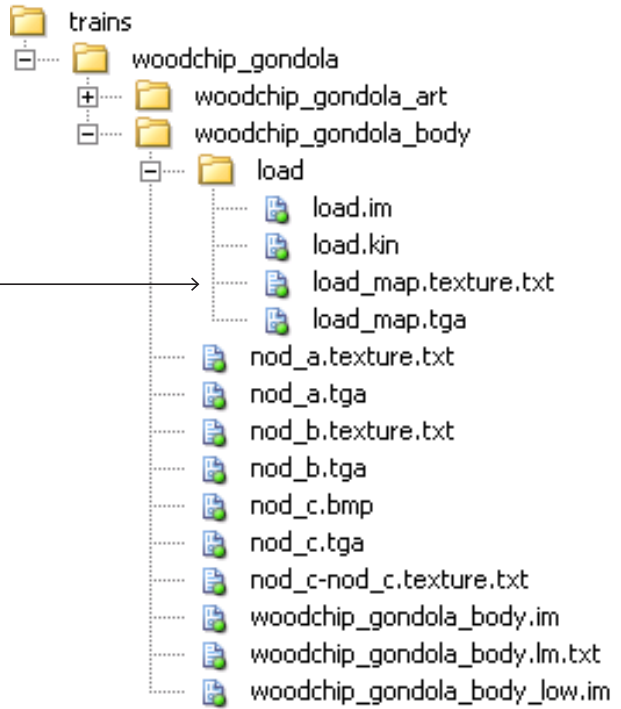 trains
woodchip_gondola
woodchip_gondola_art
woodchip_gondola_body
load
load.im
load.kin
load_map.texture.txt
load_map.tga
nod_a.texture.txt
nod_a.tga
nod_b.texture.txt
nod_b.tga
nod_c.bmp
nod_c.tga
nod_c-nod_c.texture.txt
woodchip_gondola_body.im
woodchip_gondola_body.lm.txt
woodchip_gondola_body_low.im